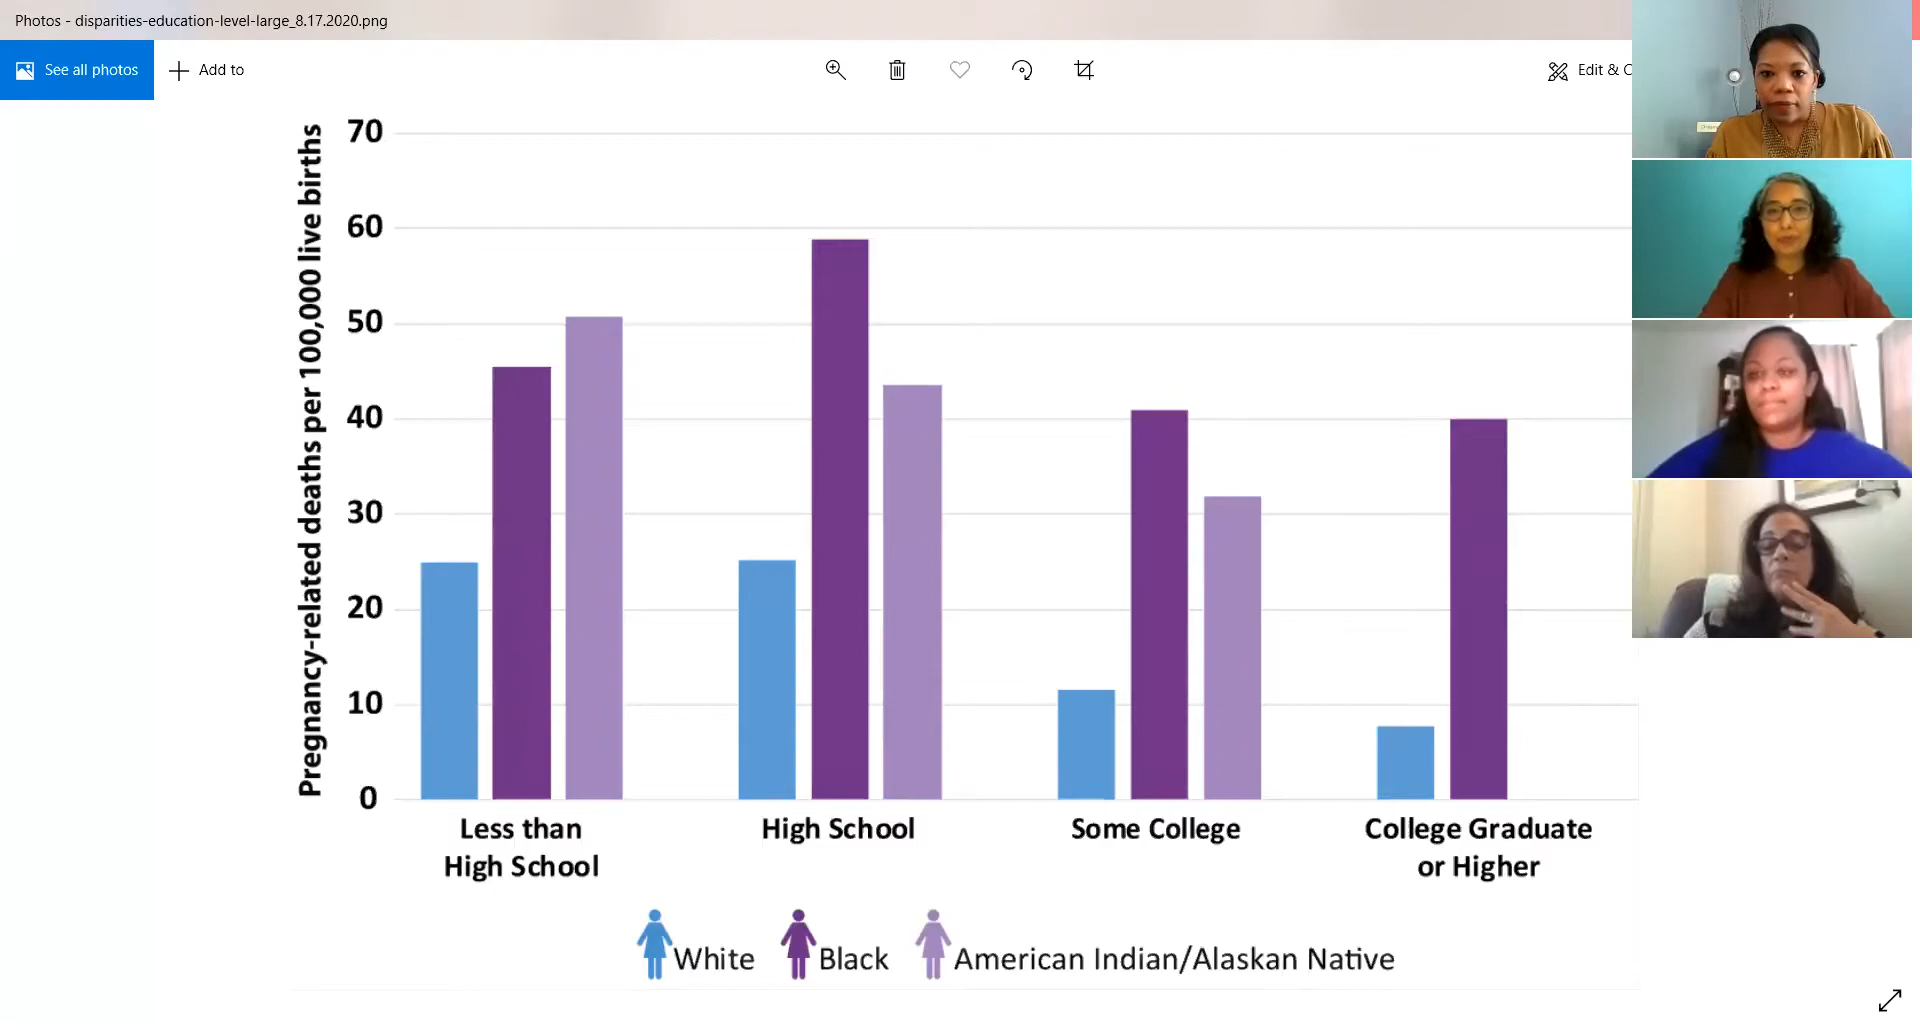 Photos - disparities-education-level-large_8.17.2020.png
See all photos
Add to
Edit & C
Pregnancy-related deaths per 100,000 live births
70
60
50
40
30
20
10
0
Less than
High School
High School
Some College
College Graduate
or Higher
White
Black
American Indian/Alaskan Native